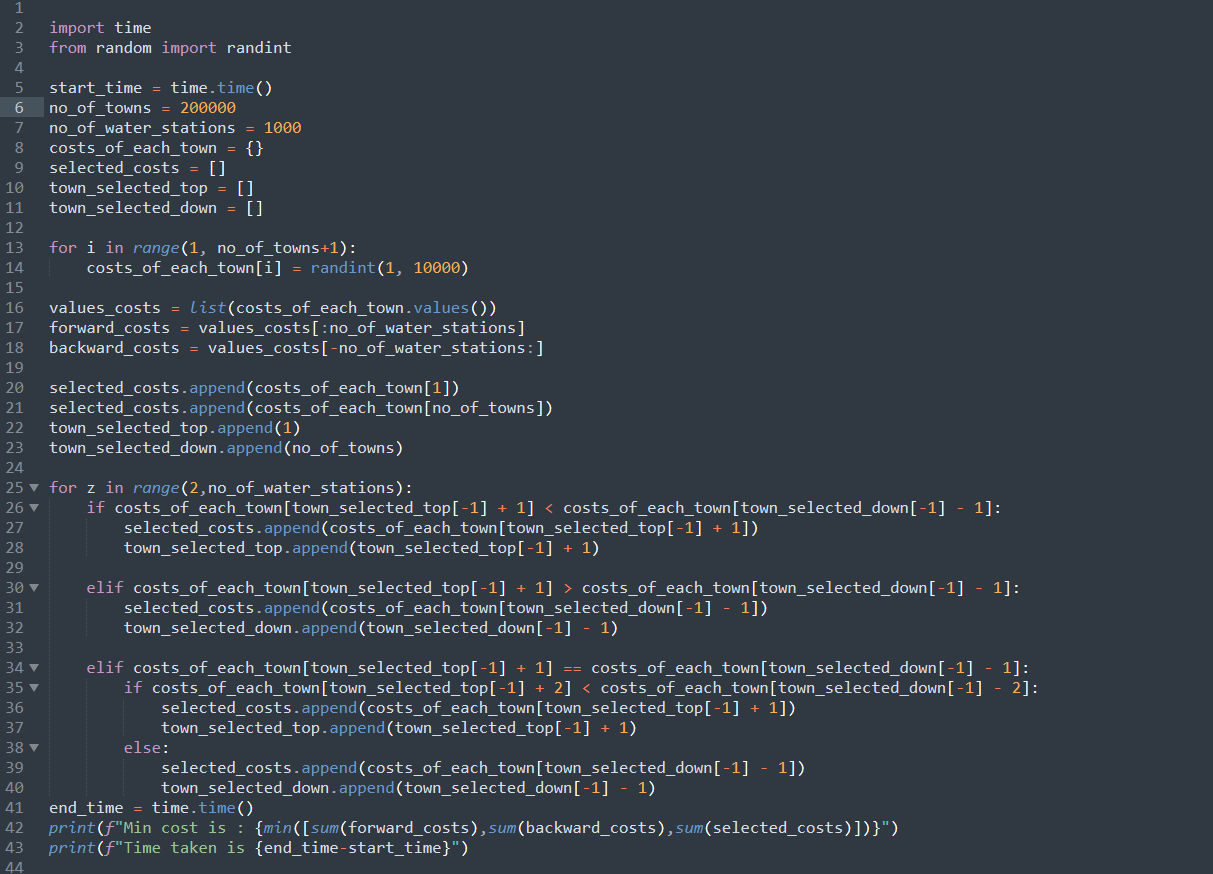 1
2 import time
3 from random import randint
4
5 start_time = time.time()
6 no_of_towns = 200000
7 no_of_water_stations = 1000
8 costs_of_each_town = {}
9 selected_costs = []
10 town_selected_top = []
11 town_selected_down = []
12
13 for i in range(1, no_of_towns+1):
14     costs_of_each_town[i] = randint(1, 10000)
15
16 values_costs = list(costs_of_each_town.values())
17 forward_costs = values_costs[:no_of_water_stations]
18 backward_costs = values_costs[-no_of_water_stations:]
19
20 selected_costs.append(costs_of_each_town[1])
21 selected_costs.append(costs_of_each_town[no_of_towns])
22 town_selected_top.append(1)
23 town_selected_down.append(no_of_towns)
24
25 for z in range(2,no_of_water_stations):
26     if costs_of_each_town[town_selected_top[-1] + 1] < costs_of_each_town[town_selected_down[-1] - 1]:
27         selected_costs.append(costs_of_each_town[town_selected_top[-1] + 1])
28         town_selected_top.append(town_selected_top[-1] + 1)
29
30     elif costs_of_each_town[town_selected_top[-1] + 1] > costs_of_each_town[town_selected_down[-1] - 1]:
31         selected_costs.append(costs_of_each_town[town_selected_down[-1] - 1])
32         town_selected_down.append(town_selected_down[-1] - 1)
33
34     elif costs_of_each_town[town_selected_top[-1] + 1] == costs_of_each_town[town_selected_down[-1] - 1]:
35         if costs_of_each_town[town_selected_top[-1] + 2] < costs_of_each_town[town_selected_down[-1] - 2]:
36             selected_costs.append(costs_of_each_town[town_selected_top[-1] + 1])
37             town_selected_top.append(town_selected_top[-1] + 1)
38         else:
39             selected_costs.append(costs_of_each_town[town_selected_down[-1] - 1])
40             town_selected_down.append(town_selected_down[-1] - 1)
41 end_time = time.time()
42 print(f"Min cost is : {min([sum(forward_costs),sum(backward_costs),sum(selected_costs)])}")
43 print(f"Time taken is {end_time-start_time}")
44